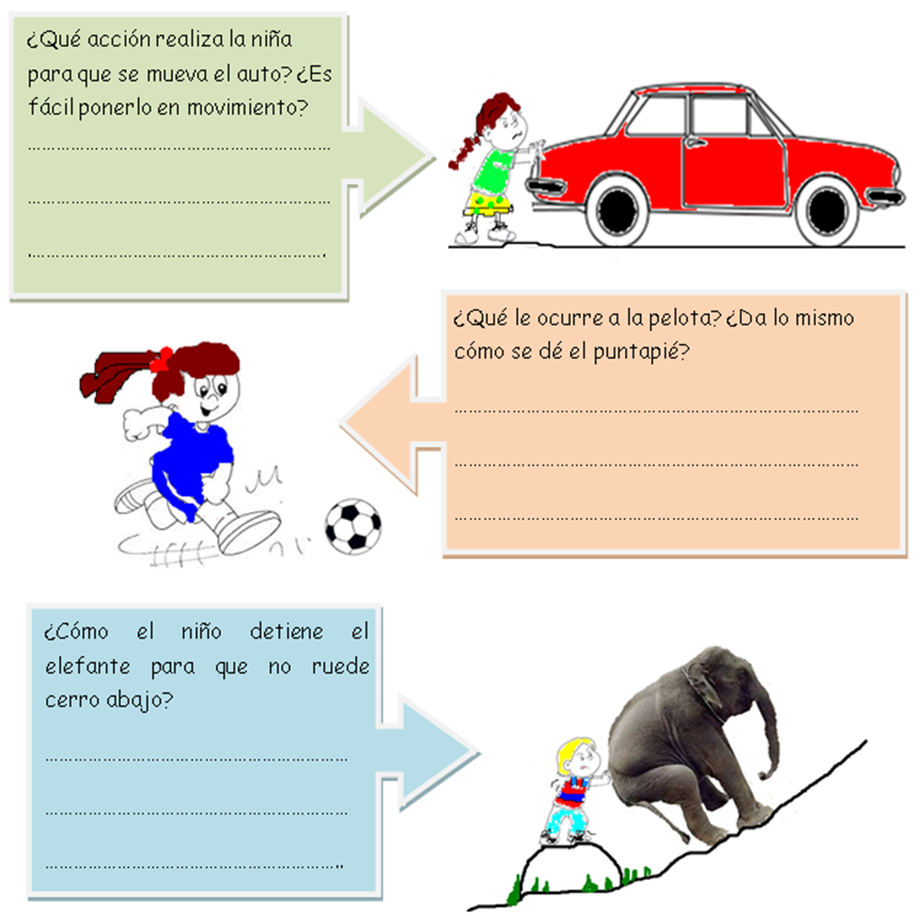 ¿Qué acción realiza la niña
para que se mueva el auto? ¿Es
fácil ponerlo en movimiento?
¿Qué le ocurre a la pelota? ¿Da lo mismo
cómo se dé el puntapié?
¿Cómo el niño detiene el
elefante para que no ruede
cerro abajo?